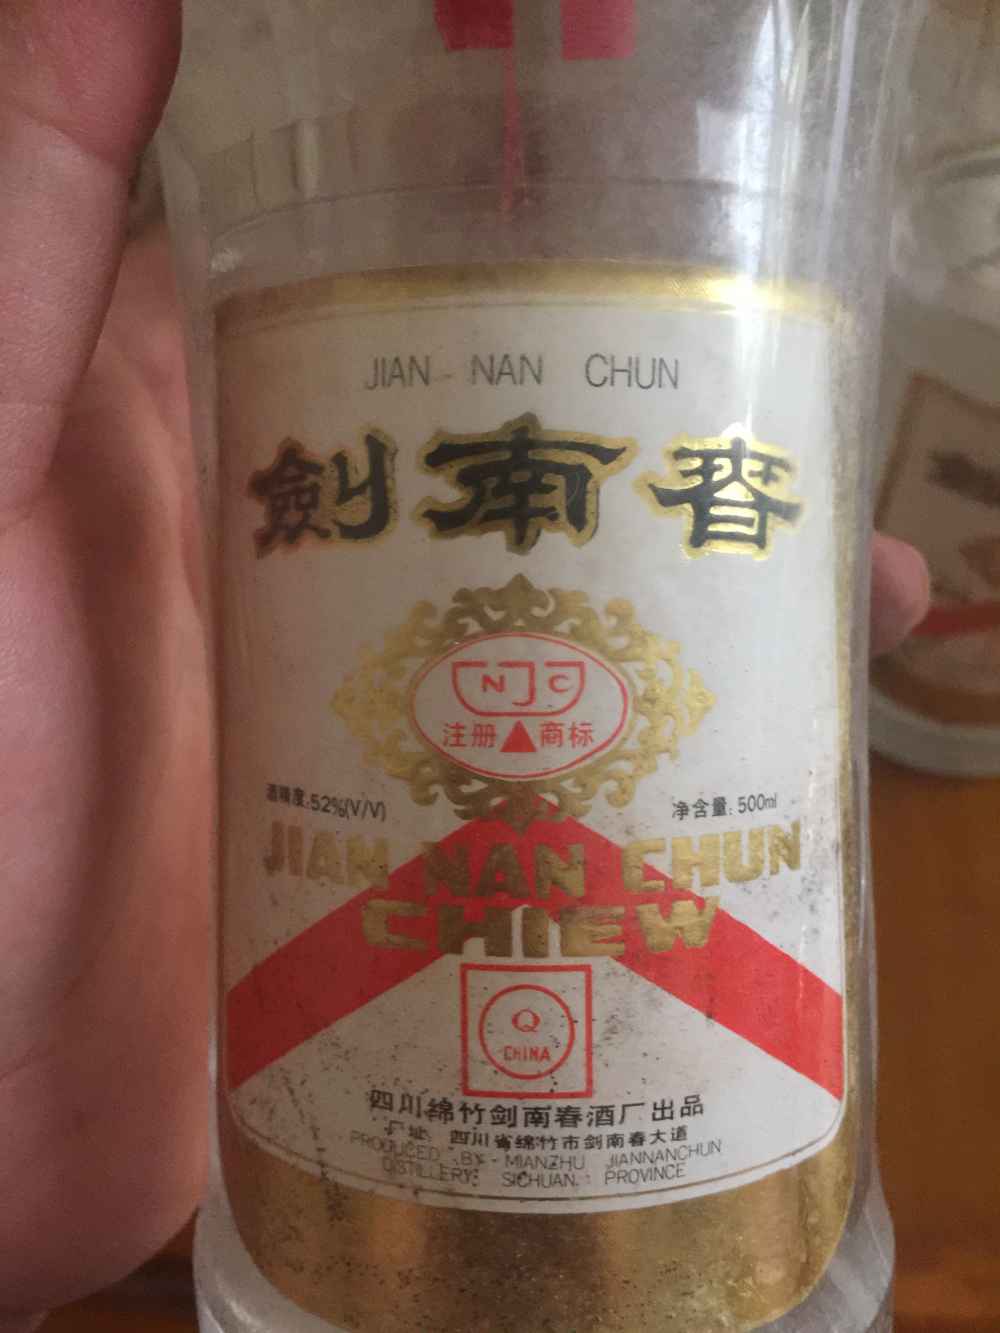 JIAN NAN CHUN
劍南春
NJC
注册 商标
酒精度:52%(V/V)
净含量: 500ml
JIAN NAN CHUN
CHIEW
Q
CHINA
四川绵竹剑南春酒厂出品
厂址: 四川省绵竹市剑南春大道
PRODUCED BY MIANZHU JIANNANCHUN
DISTILLERY, SICHUAN PROVINCE